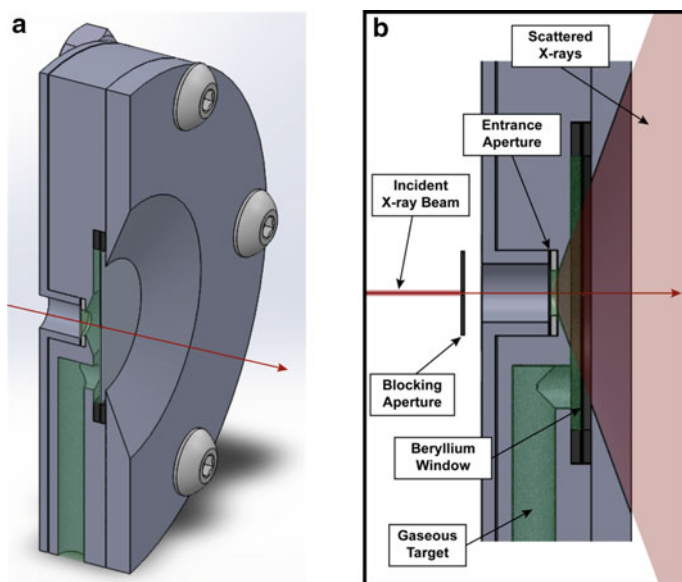 a
b
Scattered
X-rays
Entrance
Aperture
Incident
X-ray Beam
Blocking
Aperture
Beryllium
Window
Gaseous
Target